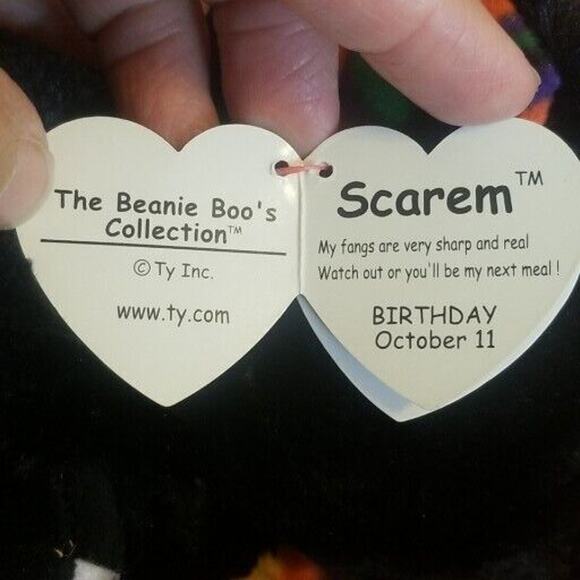 The Beanie Boo's
Collection™
© Ty Inc.
www.ty.com
Scarem™
My fangs are very sharp and real
Watch out or you'll be my next meal !
BIRTHDAY
October 11